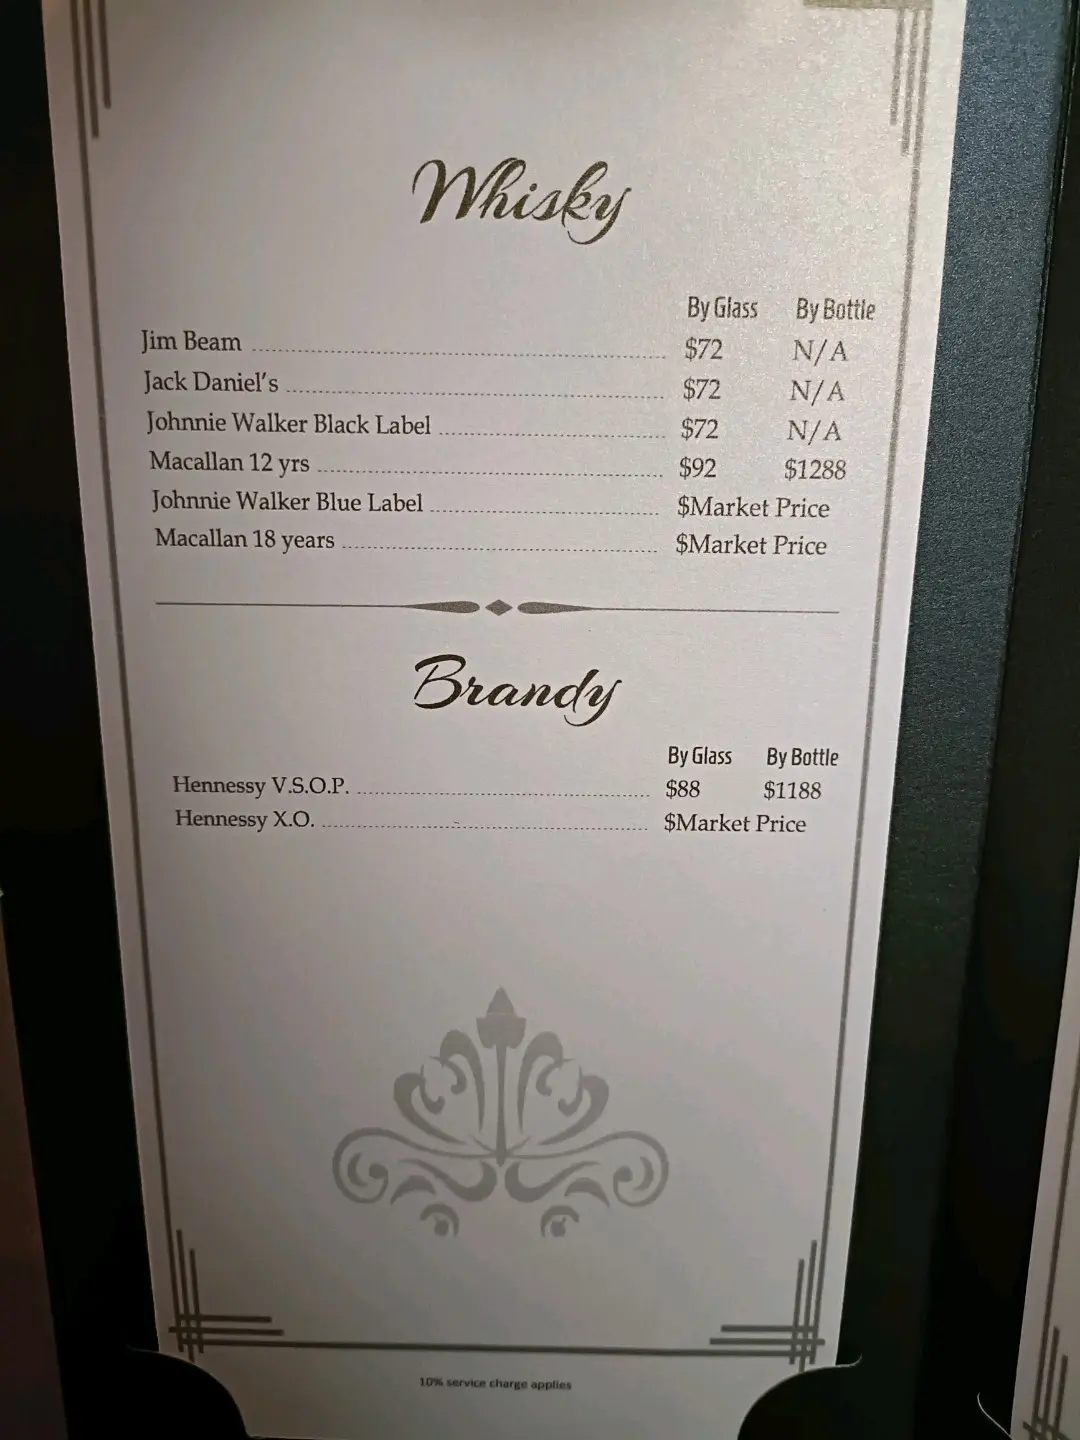 Whisky
By Glass By Bottle
Jim Beam ........ $72 N/A
Jack Daniel's ........ $72 N/A
Johnnie Walker Black Label ........ $72 N/A
Macallan 12 yrs ........ $92 $1288
Johnnie Walker Blue Label ........ $Market Price
Macallan 18 years ........ $Market Price
Brandy
By Glass By Bottle
Hennessy V.S.O.P. ........ $88 $1188
Hennessy X.O. ........ $Market Price
10% service charge applies